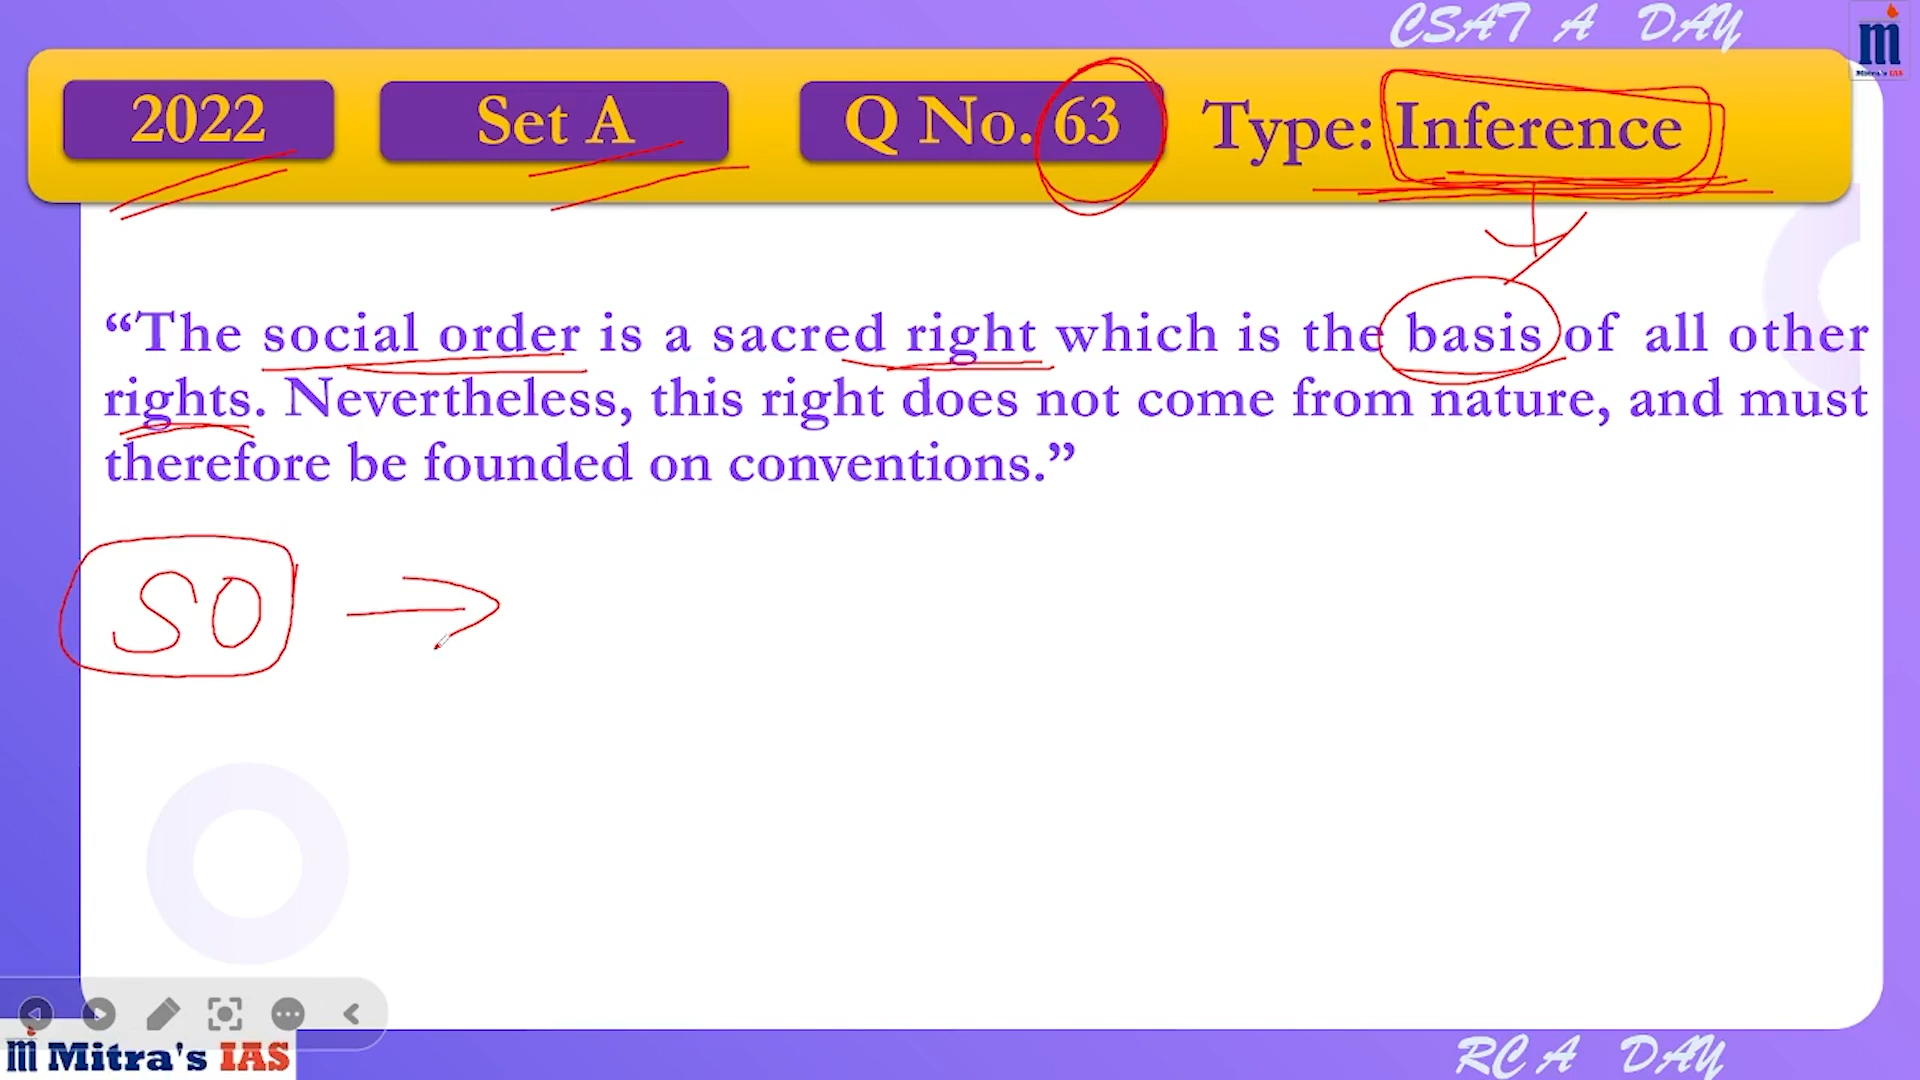 CSAT A DAY
m
Mitra's IAS
2022 Set A Q No. 63 Type: Inference
“The social order is a sacred right which is the basis of all other
rights. Nevertheless, this right does not come from nature, and must
therefore be founded on conventions.”
SO
m Mitra's IAS
RC A DAY